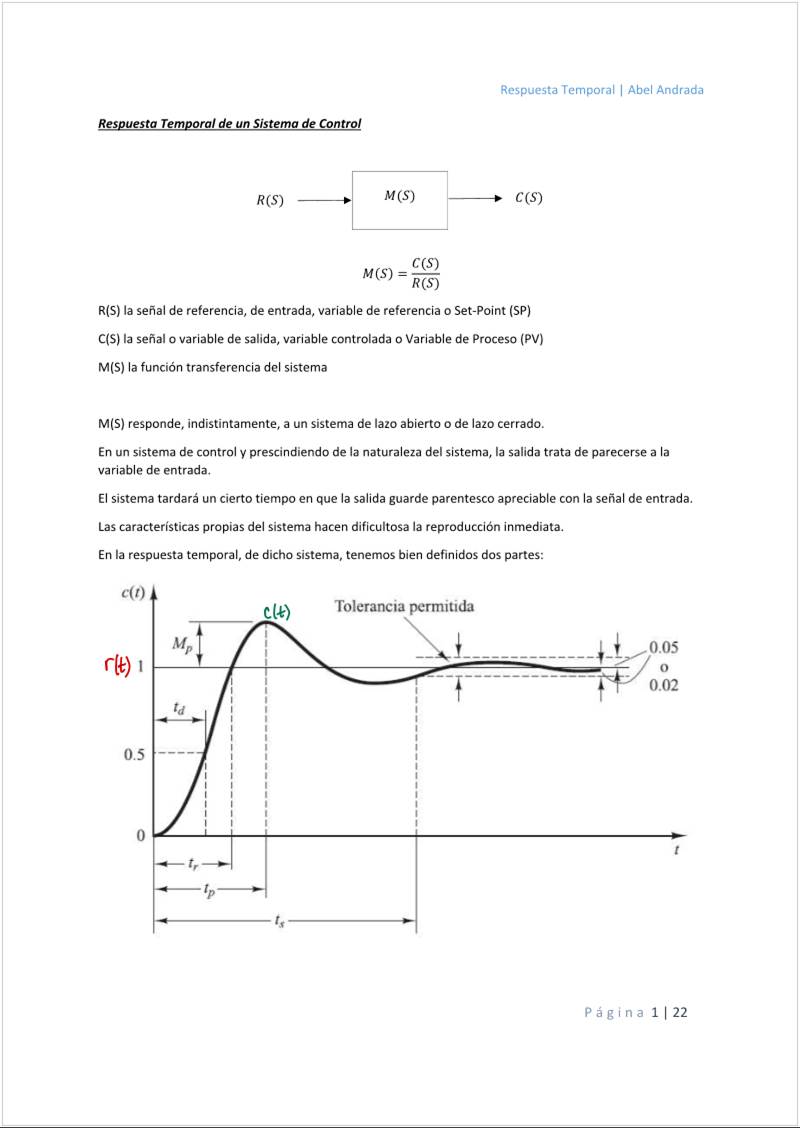 Respuesta Temporal | Abel Andrada
Respuesta Temporal de un Sistema de Control
R(S) M(S) C(S)
M(S) = C(S) / R(S)
R(S) la señal de referencia, de entrada, variable de referencia o Set-Point (SP)
C(S) la señal o variable de salida, variable controlada o Variable de Proceso (PV)
M(S) la función transferencia del sistema
M(S) responde, indistintamente, a un sistema de lazo abierto o de lazo cerrado.
En un sistema de control y prescindiendo de la naturaleza del sistema, la salida trata de parecerse a la
variable de entrada.
El sistema tardará un cierto tiempo en que la salida guarde parentesco apreciable con la señal de entrada.
Las características propias del sistema hacen dificultosa la reproducción inmediata.
En la respuesta temporal, de dicho sistema, tenemos bien definidos dos partes:
c(t)
c(t)
Tolerancia permitida
Mp
0.05
r(t) 1
o
0.02
td
0.5
0
t
tr
tp
ts
Página 1 | 22